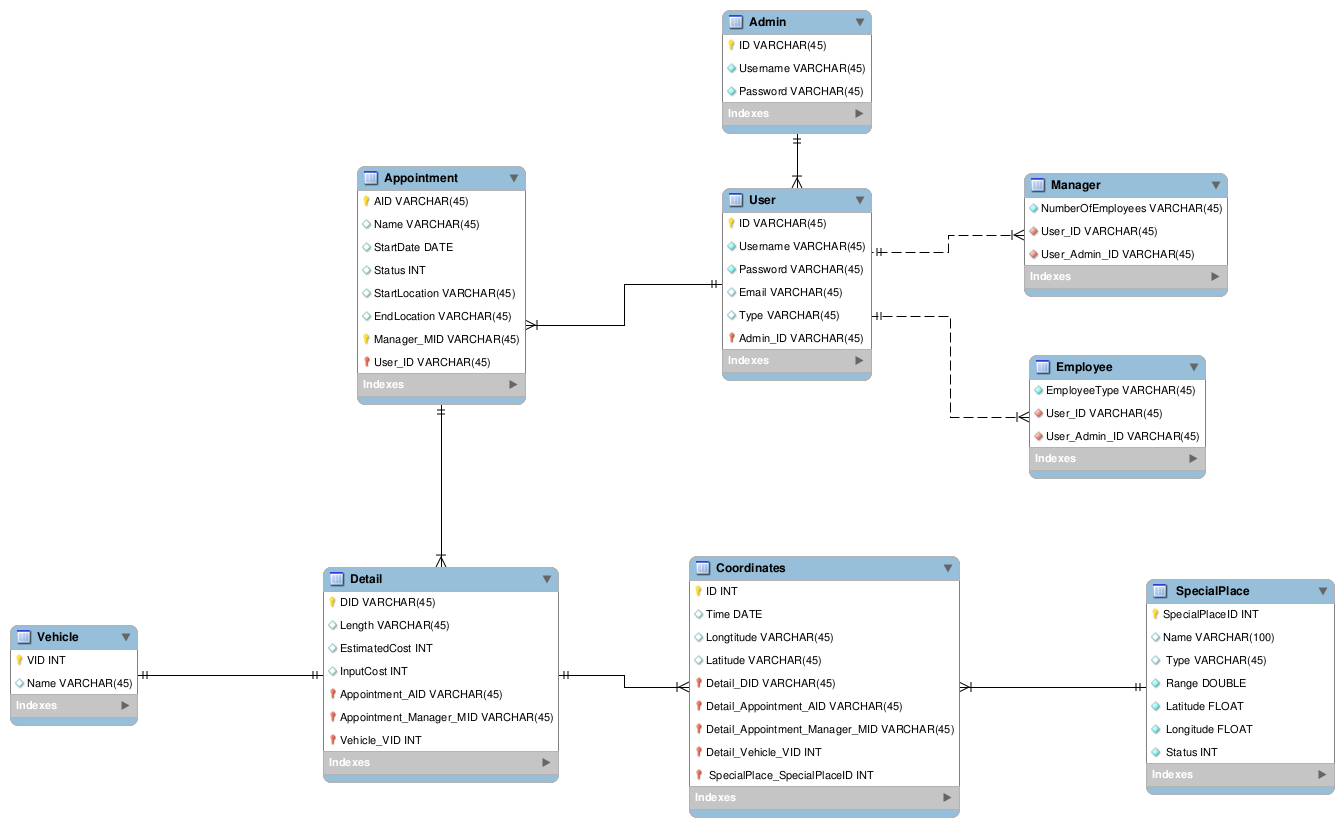 Admin
ID VARCHAR(45)
Username VARCHAR(45)
Password VARCHAR(45)
Indexes
Appointment
AID VARCHAR(45)
Name VARCHAR(45)
StartDate DATE
Status INT
StartLocation VARCHAR(45)
EndLocation VARCHAR(45)
Manager_MID VARCHAR(45)
User_ID VARCHAR(45)
Indexes
User
ID VARCHAR(45)
Username VARCHAR(45)
Password VARCHAR(45)
Email VARCHAR(45)
Type VARCHAR(45)
Admin_ID VARCHAR(45)
Indexes
Manager
NumberOfEmployees VARCHAR(45)
User_ID VARCHAR(45)
User_Admin_ID VARCHAR(45)
Indexes
Employee
EmployeeType VARCHAR(45)
User_ID VARCHAR(45)
User_Admin_ID VARCHAR(45)
Indexes
Vehicle
VID INT
Name VARCHAR(45)
Indexes
Detail
DID VARCHAR(45)
Length VARCHAR(45)
EstimatedCost INT
InputCost INT
Appointment_AID VARCHAR(45)
Appointment_Manager_MID VARCHAR(45)
Vehicle_VID INT
Indexes
Coordinates
ID INT
Time DATE
Longtitude VARCHAR(45)
Latitude VARCHAR(45)
Detail_DID VARCHAR(45)
Detail_Appointment_AID VARCHAR(45)
Detail_Appointment_Manager_MID VARCHAR(45)
Detail_Vehicle_VID INT
SpecialPlace_SpecialPlaceID INT
Indexes
SpecialPlace
SpecialPlaceID INT
Name VARCHAR(100)
Type VARCHAR(45)
Range DOUBLE
Latitude FLOAT
Longitude FLOAT
Status INT
Indexes